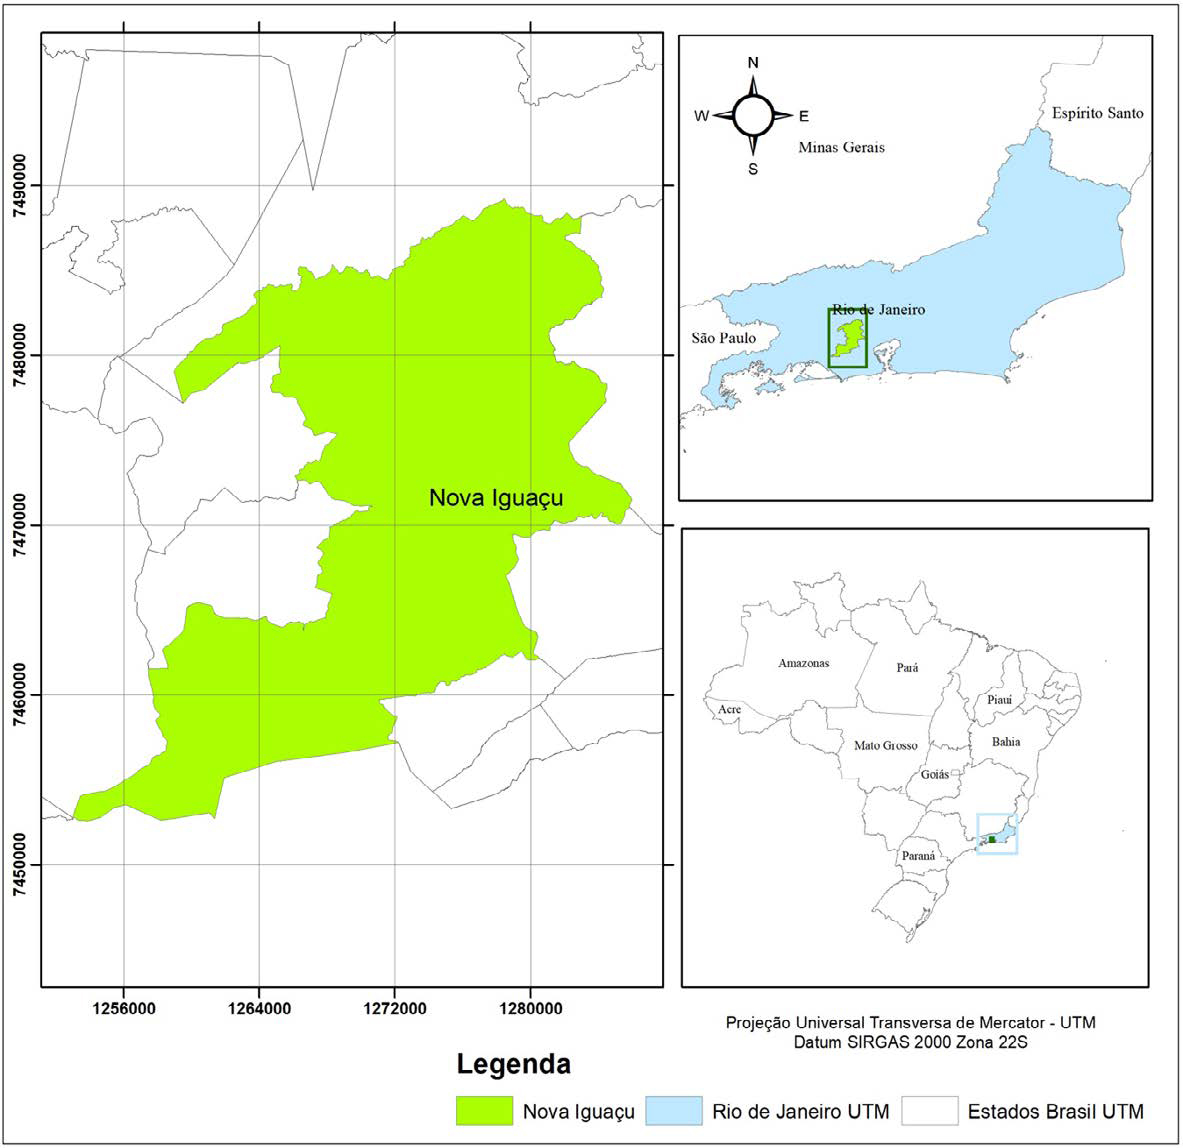 7490000
7480000
7470000
7460000
7450000
1256000
1264000
1272000
1280000
Nova Iguaçu
N
W
E
S
Minas Gerais
Espírito Santo
Rio de Janeiro
São Paulo
Amazonas
Pará
Acre
Piauí
Mato Grosso
Bahia
Goiás
Paraná
Projeção Universal Transversa de Mercator - UTM
Datum SIRGAS 2000 Zona 22S
Legenda
Nova Iguaçu
Rio de Janeiro UTM
Estados Brasil UTM